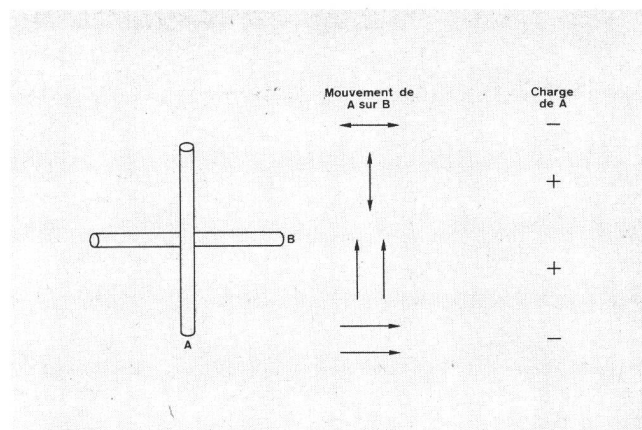 Mouvement de
A sur B
Charge
de A
−
+
B
+
A
−